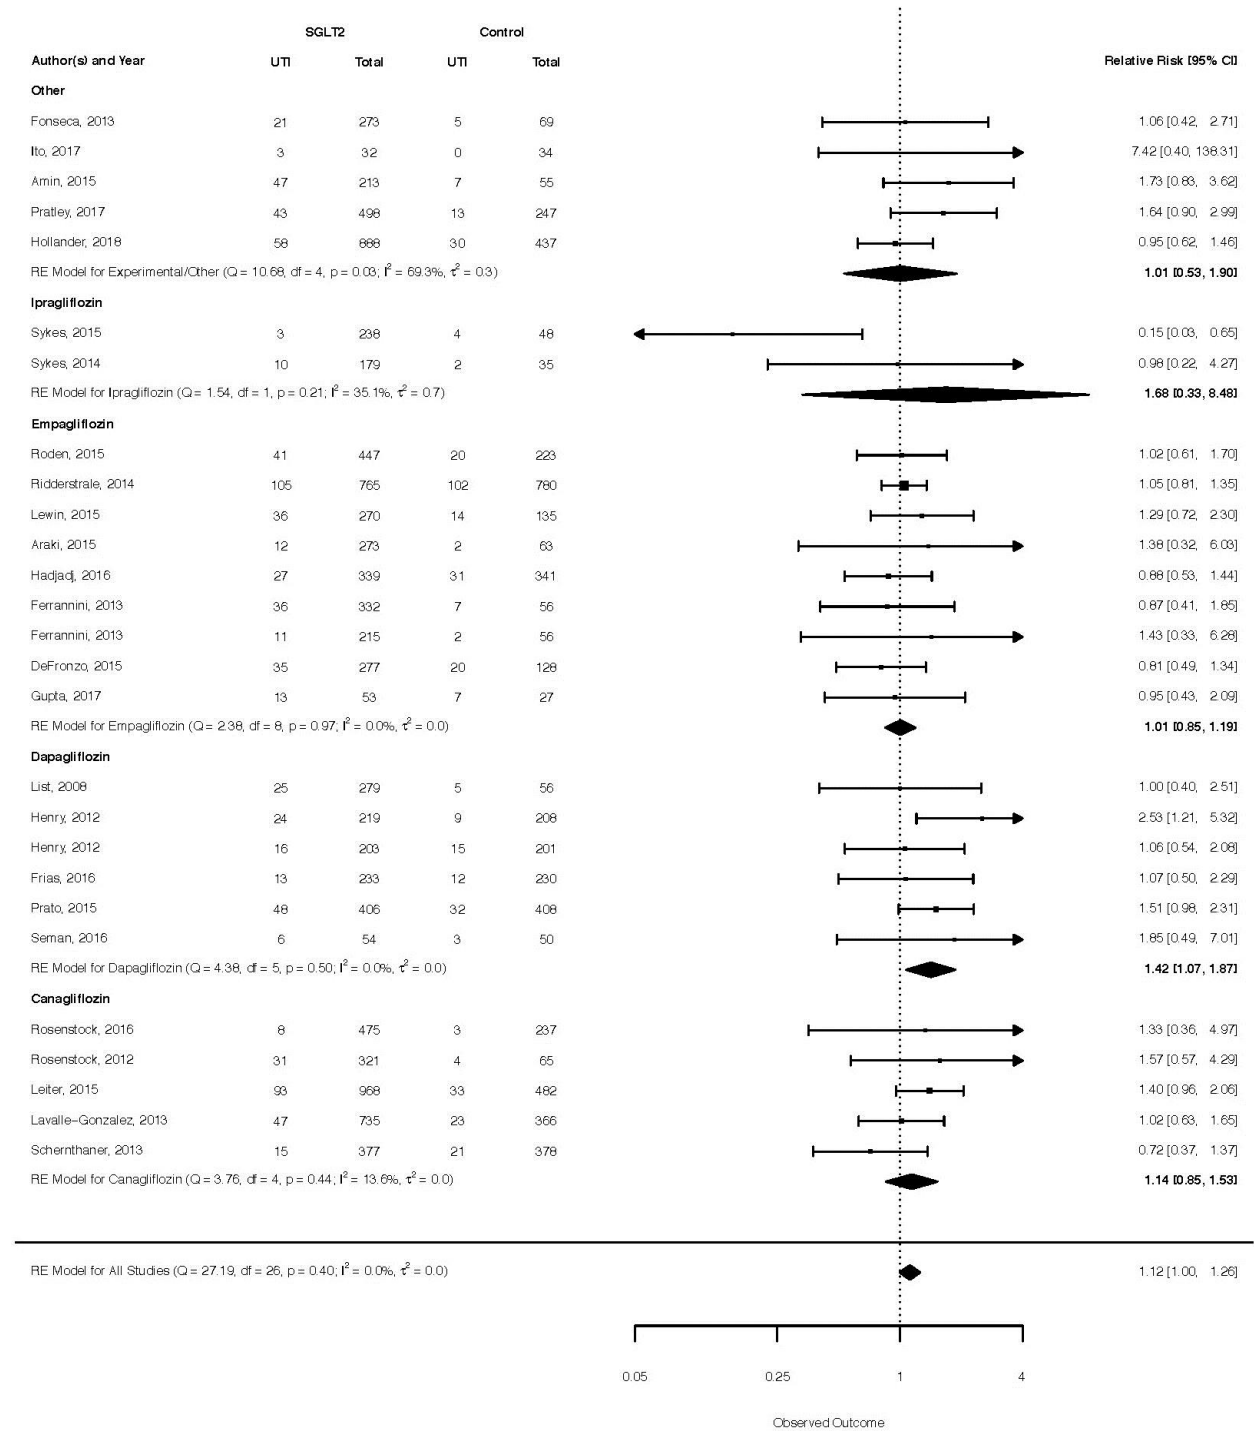 SGLT2 Control
Author(s) and Year UTI Total UTI Total Relative Risk [95% CI]
Other
Fonseca, 2013 21 273 5 69 1.06 [0.42, 2.71]
Ito, 2017 3 32 0 34 7.42 [0.40, 138.31]
Amin, 2015 47 213 7 55 1.73 [0.83, 3.62]
Pratley, 2017 43 498 13 247 1.64 [0.90, 2.99]
Hollander, 2018 58 888 30 437 0.95 [0.62, 1.46]
RE Model for Experimental/Other (Q = 10.68, df = 4, p = 0.03; I² = 69.3%, τ² = 0.3) 1.01 [0.53, 1.90]
Ipragliflozin
Sykes, 2015 3 238 4 48 0.15 [0.03, 0.65]
Sykes, 2014 10 179 2 35 0.98 [0.22, 4.27]
RE Model for Ipragliflozin (Q = 1.54, df = 1, p = 0.21; I² = 35.1%, τ² = 0.7) 1.68 [0.33, 8.48]
Empagliflozin
Roden, 2015 41 447 20 223 1.02 [0.61, 1.70]
Ridderstrale, 2014 105 765 102 780 1.05 [0.81, 1.35]
Lewin, 2015 36 270 14 135 1.29 [0.72, 2.30]
Araki, 2015 12 273 2 63 1.38 [0.32, 6.03]
Hadjadj, 2016 27 339 31 341 0.88 [0.53, 1.44]
Ferrannini, 2013 36 332 7 56 0.87 [0.41, 1.85]
Ferrannini, 2013 11 215 2 56 1.43 [0.33, 6.28]
DeFronzo, 2015 35 277 20 128 0.81 [0.49, 1.34]
Gupta, 2017 13 53 7 27 0.95 [0.43, 2.09]
RE Model for Empagliflozin (Q = 2.38, df = 8, p = 0.97; I² = 0.0%, τ² = 0.0) 1.01 [0.85, 1.19]
Dapagliflozin
List, 2008 25 279 5 56 1.00 [0.40, 2.51]
Henry, 2012 24 219 9 208 2.53 [1.21, 5.32]
Henry, 2012 16 203 15 201 1.06 [0.54, 2.08]
Frias, 2016 13 233 12 230 1.07 [0.50, 2.29]
Prato, 2015 48 406 32 408 1.51 [0.98, 2.31]
Seman, 2016 6 54 3 50 1.85 [0.49, 7.01]
RE Model for Dapagliflozin (Q = 4.38, df = 5, p = 0.50; I² = 0.0%, τ² = 0.0) 1.42 [1.07, 1.87]
Canagliflozin
Rosenstock, 2016 8 475 3 237 1.33 [0.36, 4.97]
Rosenstock, 2012 31 321 4 65 1.57 [0.57, 4.29]
Leiter, 2015 93 968 33 482 1.40 [0.96, 2.06]
Lavalle−Gonzalez, 2013 47 735 23 366 1.02 [0.63, 1.65]
Schernthaner, 2013 15 377 21 378 0.72 [0.37, 1.37]
RE Model for Canagliflozin (Q = 3.76, df = 4, p = 0.44; I² = 13.6%, τ² = 0.0) 1.14 [0.85, 1.53]
RE Model for All Studies (Q = 27.19, df = 26, p = 0.40; I² = 0.0%, τ² = 0.0) 1.12 [1.00, 1.26]
0.05 0.25 1 4
Observed Outcome